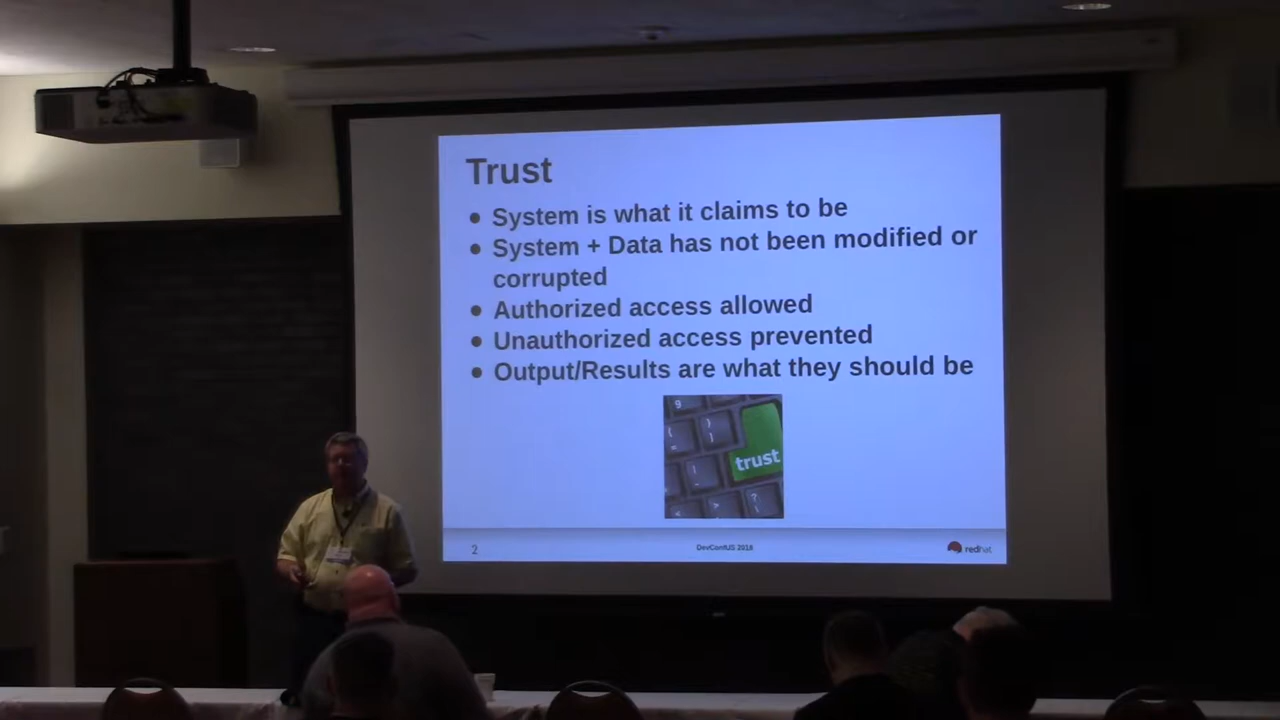 Trust
System is what it claims to be
System + Data has not been modified or
corrupted
Authorized access allowed
Unauthorized access prevented
Output/Results are what they should be
9
trust
2
DevConfUS 2018
redhat